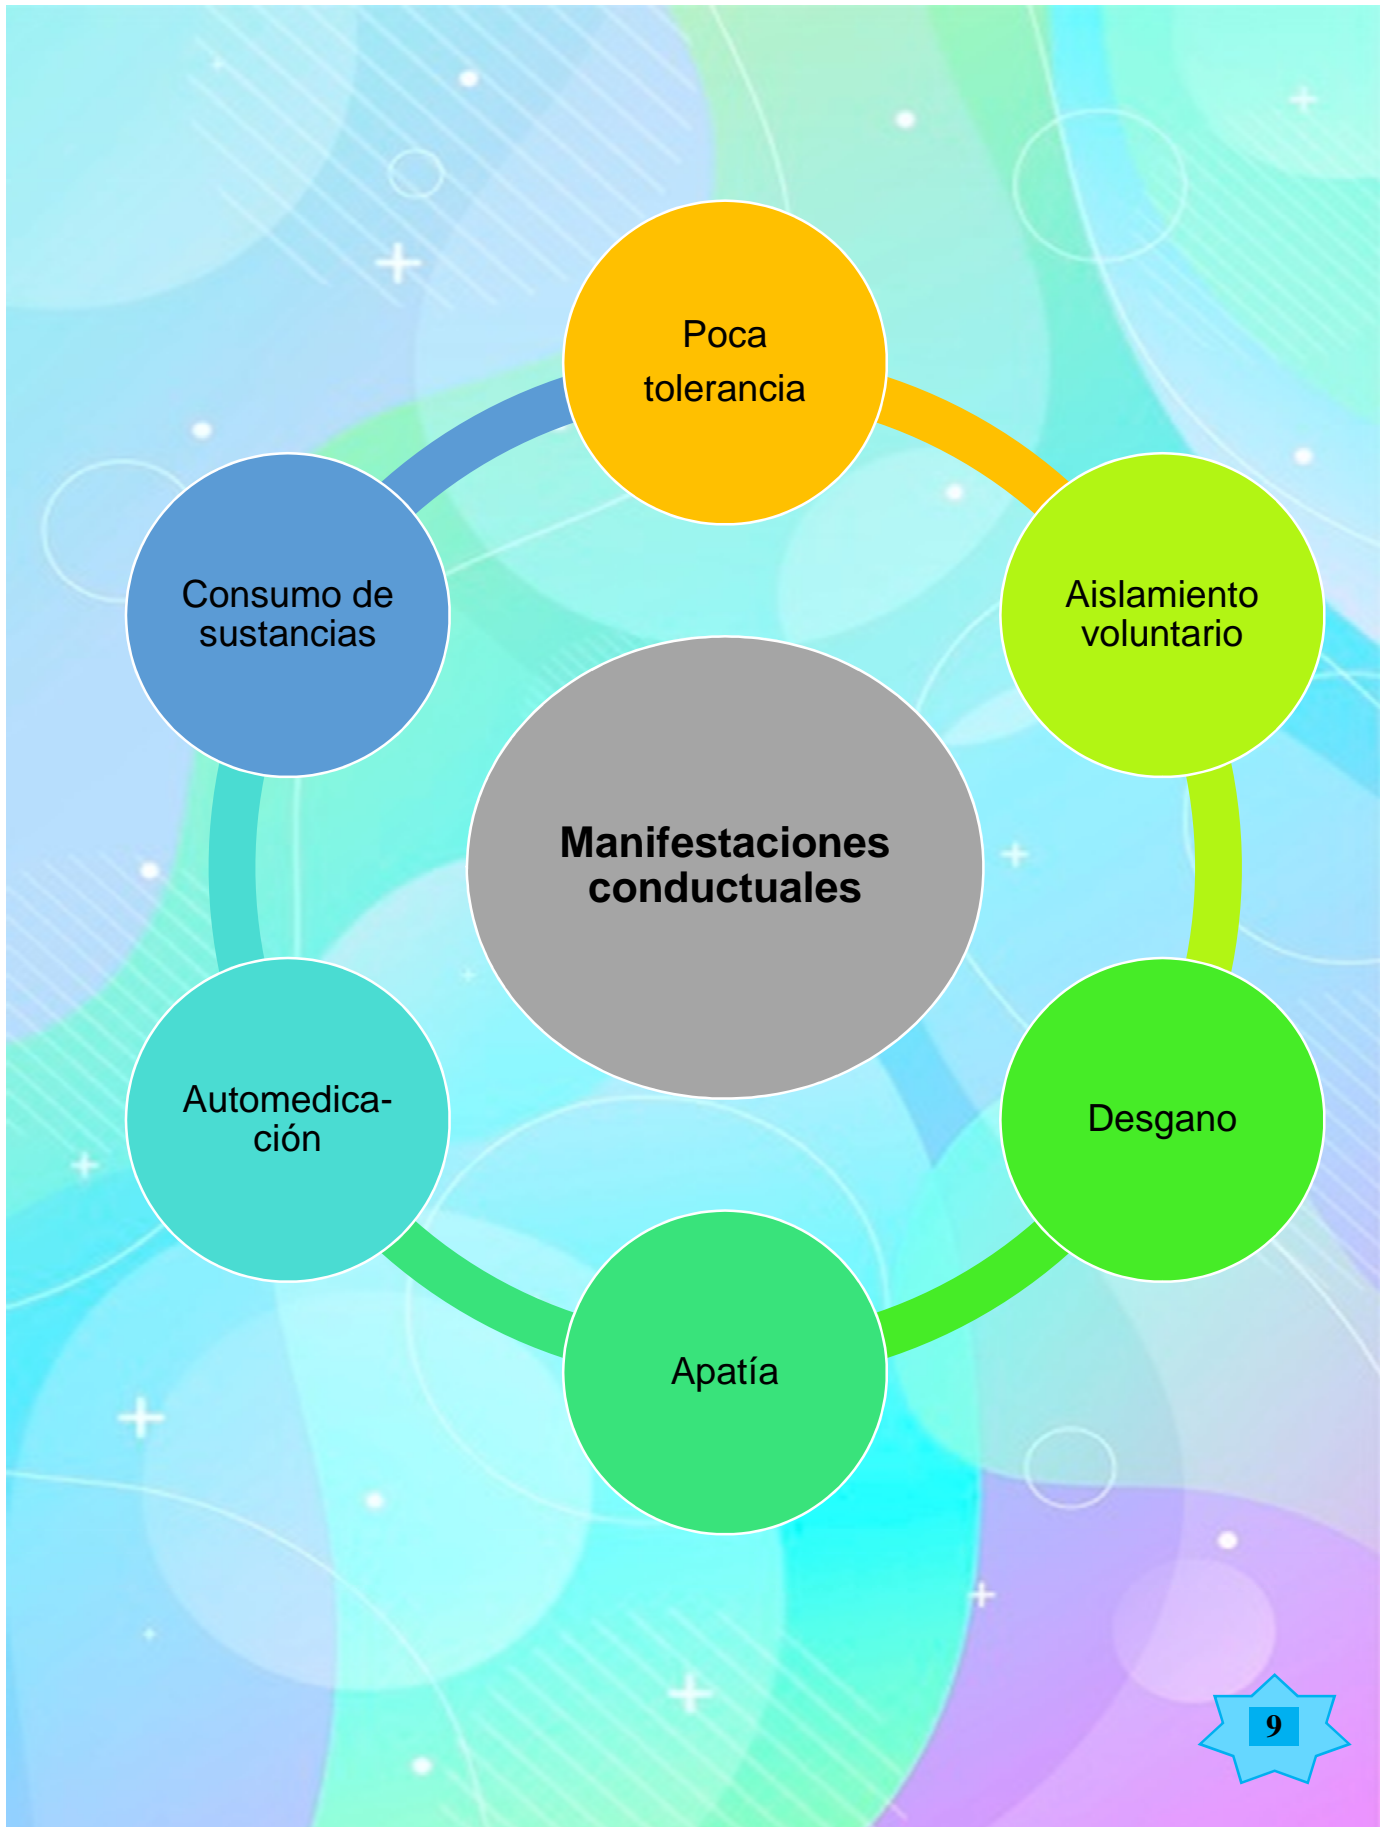 Poca
tolerancia
Aislamiento
voluntario
Desgano
Apatía
Automedica-
ción
Consumo de
sustancias
Manifestaciones
conductuales
9